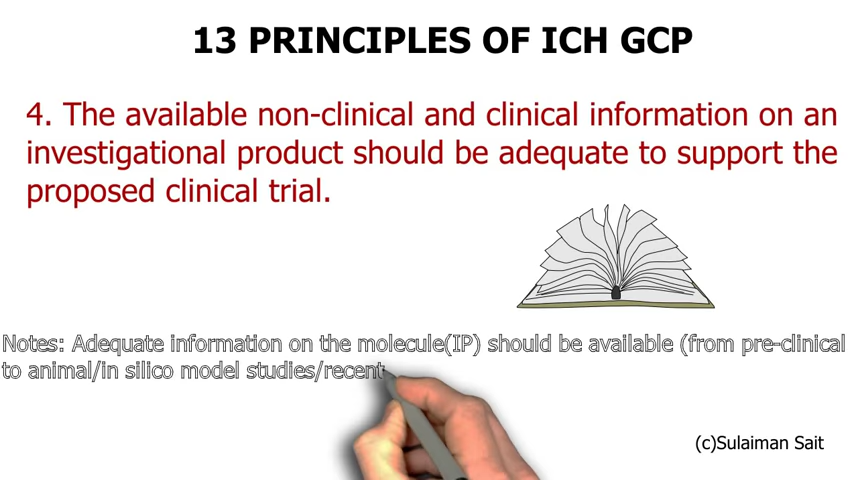 13 PRINCIPLES OF ICH GCP
4. The available non-clinical and clinical information on an
investigational product should be adequate to support the
proposed clinical trial.
Notes: Adequate information on the molecule(IP) should be available (from pre-clinical
to animal/in silico model studies/recent
(c)Sulaiman Sait